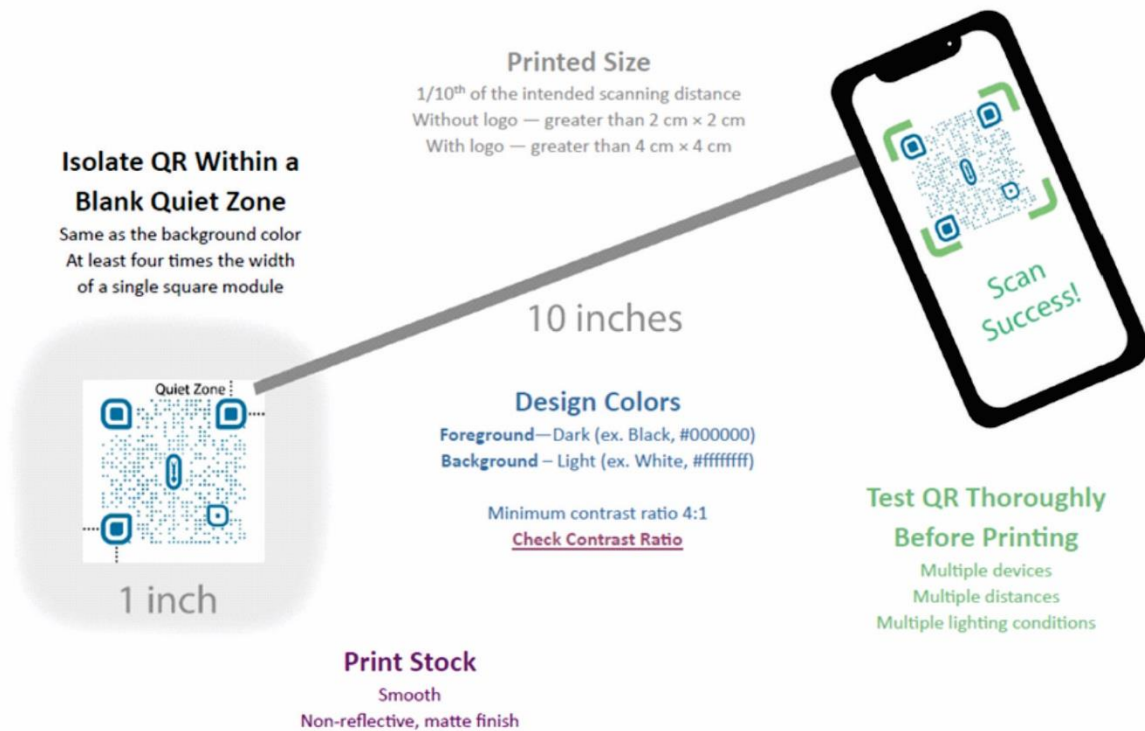 Printed Size
1/10th of the intended scanning distance
Without logo — greater than 2 cm × 2 cm
With logo — greater than 4 cm × 4 cm
Isolate QR Within a
Blank Quiet Zone
Same as the background color
At least four times the width
of a single square module
Scan
Success!
10 inches
Quiet Zone
1 inch
Design Colors
Foreground—Dark (ex. Black, #000000)
Background – Light (ex. White, #ffffffff)
Minimum contrast ratio 4:1
Check Contrast Ratio
Test QR Thoroughly
Before Printing
Multiple devices
Multiple distances
Multiple lighting conditions
Print Stock
Smooth
Non-reflective, matte finish